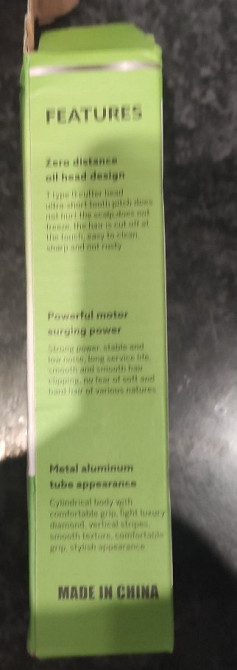 FEATURES
Zero distance
oil head design
T type 0 cutter head
ultra short tooth pitch does
not hurt the scalp, does not
freeze, the hair is cut off at
the touch, easy to clean,
sharp and not rusty
Powerful motor
surging power
Strong power, stable and
low noise, long service life,
smooth and smooth hair
clipping, no fear of soft and
hard hair of various natures
Metal aluminum
tube appearance
Cylindrical body with
comfortable grip, light luxury
diamond, vertical stripes,
smooth texture, comfortable
grip, stylish appearance
MADE IN CHINA